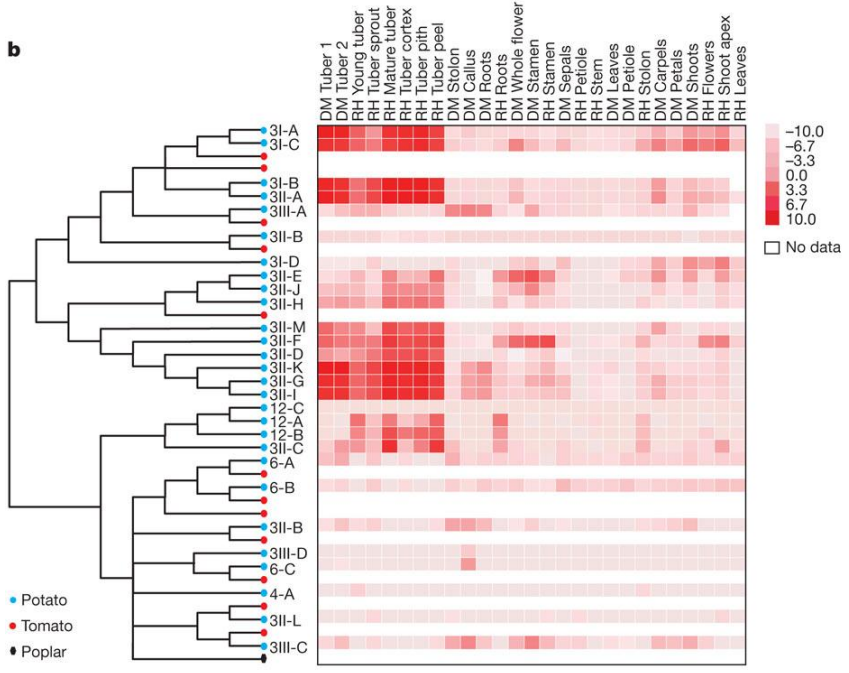 b
DM Tuber 1
DM Tuber 2
RH Young tuber
RH Tuber sprout
RH Mature tuber
RH Tuber cortex
RH Tuber pith
RH Tuber peel
DM Stolon
DM Callus
DM Roots
RH Roots
DM Whole flower
DM Stamen
RH Stamen
DM Sepals
RH Petiole
RH Stem
DM Leaves
DM Petiole
RH Stolon
DM Carpels
DM Petals
DM Shoots
RH Flowers
RH Shoot apex
RH Leaves
3I-A
3I-C
3I-B
3II-A
3III-A
3II-B
3I-D
3II-E
3II-J
3II-H
3II-M
3II-F
3II-D
3II-K
3II-G
3II-I
12-C
12-A
12-B
3II-C
6-A
6-B
3II-B
3III-D
6-C
4-A
3II-L
3III-C
−10.0
−6.7
−3.3
0.0
3.3
6.7
10.0
No data
Potato
Tomato
Poplar